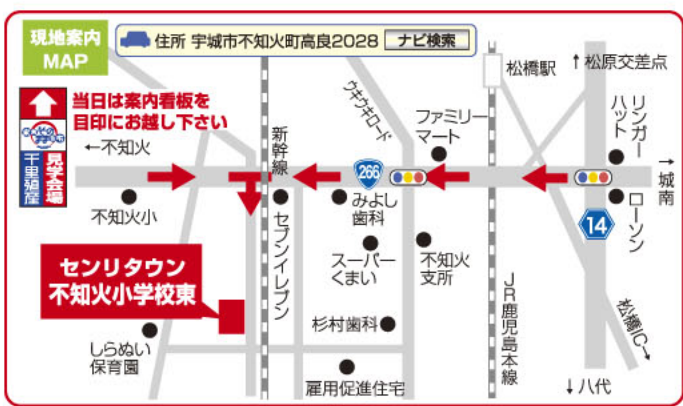 現地案内
MAP
住所 宇城市不知火町高良2028 ナビ検索
当日は案内看板を
目印にお越し下さい
見学会場
千里殖産
←不知火
不知火小
新幹線
セブンイレブン
ウキウキロード
266
みよし
歯科
スーパー
くまい
ファミリー
マート
不知火
支所
松橋駅
↑松原交差点
リンガー
ハット
→城南
ローソン
14
JR鹿児島本線
松橋IC→
↓八代
センリタウン
不知火小学校東
しらぬい
保育園
杉村歯科
雇用促進住宅